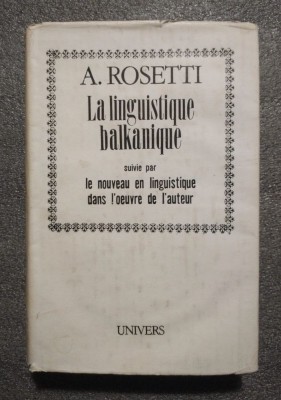 A. ROSETTI
La linguistique
balkanique
suivie par
le nouveau en linguistique
dans l'oeuvre de l'auteur
UNIVERS